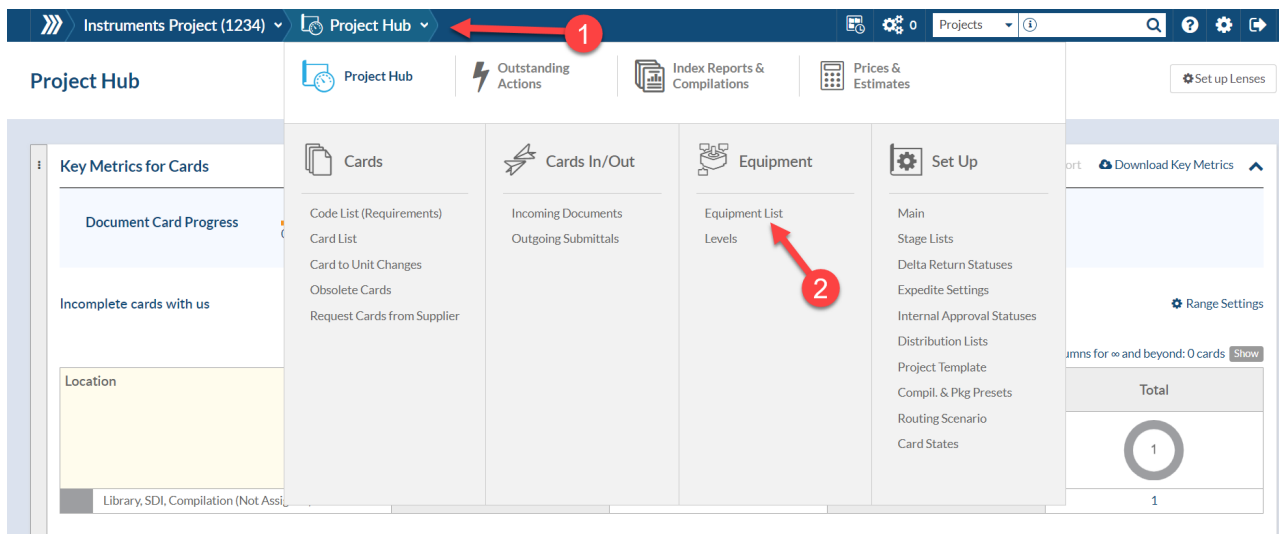 Instruments Project (1234)
Project Hub
1
0
Projects
Project Hub
Project Hub
Outstanding
Actions
Index Reports &
Compilations
Prices &
Estimates
Set up Lenses
Key Metrics for Cards
Download Key Metrics
Document Card Progress
Cards
Code List (Requirements)
Card List
Card to Unit Changes
Obsolete Cards
Request Cards from Supplier
Cards In/Out
Incoming Documents
Outgoing Submittals
Equipment
Equipment List
Levels
2
Set Up
Main
Stage Lists
Delta Return Statuses
Expedite Settings
Internal Approval Statuses
Distribution Lists
Project Template
Compil. & Pkg Presets
Routing Scenario
Card States
Incomplete cards with us
Range Settings
for ∞ and beyond: 0 cards Show
Location
Total
1
Library, SDI, Compilation (Not
1